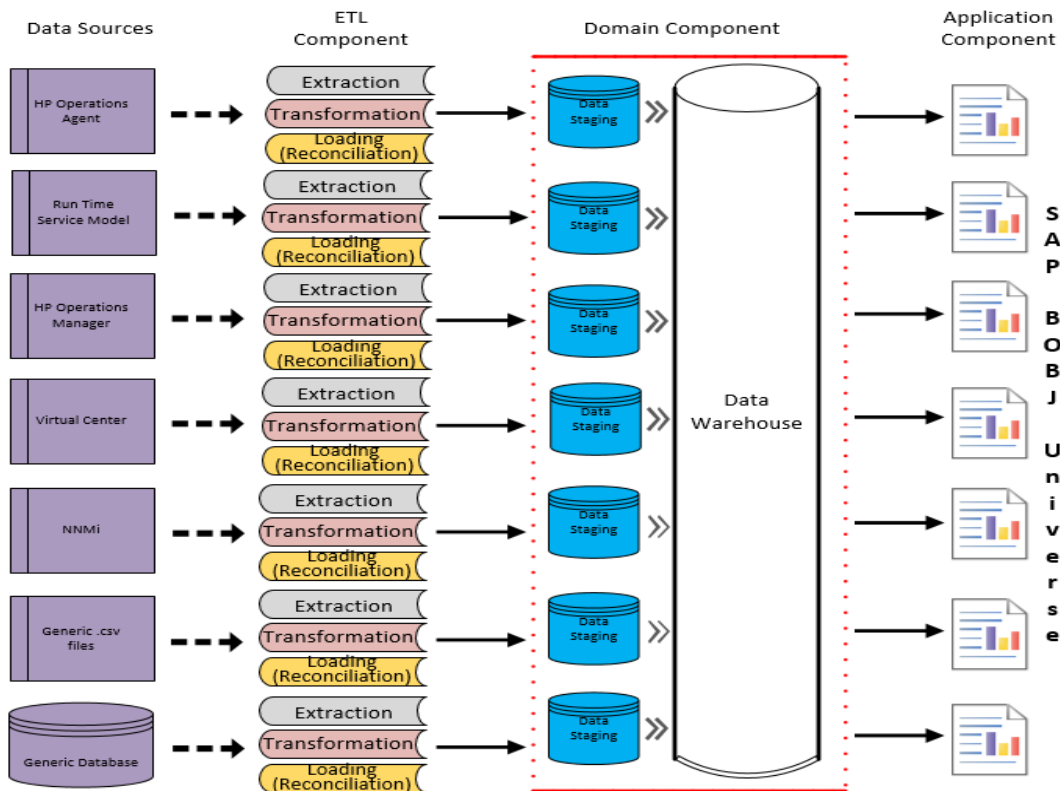 Data Sources
ETL
Component
Domain Component
Application
Component
HP Operations
Agent
Extraction
Transformation
Loading
(Reconciliation)
Data
Staging
Run Time
Service Model
Extraction
Transformation
Loading
(Reconciliation)
Data
Staging
HP Operations
Manager
Extraction
Transformation
Loading
(Reconciliation)
Data
Staging
Virtual Center
Extraction
Transformation
Loading
(Reconciliation)
Data
Staging
NNMi
Extraction
Transformation
Loading
(Reconciliation)
Data
Staging
Generic .csv
files
Extraction
Transformation
Loading
(Reconciliation)
Data
Staging
Generic Database
Extraction
Transformation
Loading
(Reconciliation)
Data
Staging
Data
Warehouse
SAP BOBJ Universe